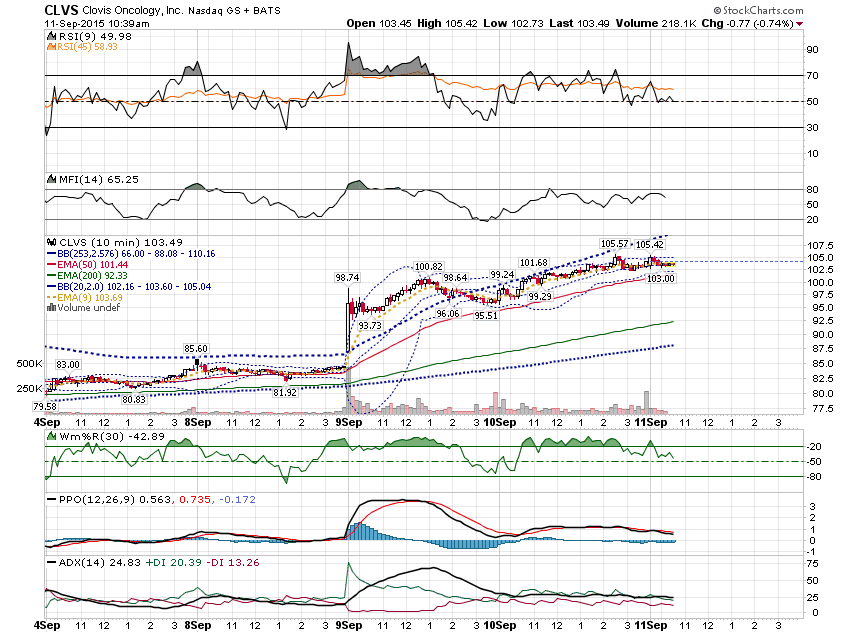 CLVS Clovis Oncology, Inc. Nasdaq GS + BATS © StockCharts.com
11-Sep-2015 10:39am Open 103.45 High 105.42 Low 102.73 Last 103.49 Volume 218.1K Chg -0.77 (-0.74%)
RSI(9) 49.98
RSI(45) 58.93
90
70
50
30
10
MFI(14) 65.25
80
50
20
CLVS (10 min) 103.49
BB(253,2.576) 66.00 - 88.08 - 110.16
EMA(50) 101.44
EMA(200) 92.33
BB(20,2.0) 102.16 - 103.60 - 105.04
EMA(9) 103.69
Volume undef
105.57 105.42
101.68
100.82
99.24
98.74 98.64
103.00
99.29
96.06 95.51
93.73
85.60
83.00
81.92
80.83
79.58
500K
250K
107.5
105.0
102.5
100.0
97.5
95.0
92.5
90.0
87.5
85.0
82.5
80.0
77.5
4Sep 11 12 1 2 3 8Sep 11 12 1 2 3 9Sep 11 12 1 2 3 10Sep 11 12 1 2 3 11Sep 11 12 1 2 3
Wm%R(30) -42.89
-20
-50
-80
PPO(12,26,9) 0.563, 0.735, -0.172
3
2
1
0
-1
ADX(14) 24.83 +DI 20.39 -DI 13.26
75
50
25
0
4Sep 11 12 1 2 3 8Sep 11 12 1 2 3 9Sep 11 12 1 2 3 10Sep 11 12 1 2 3 11Sep 11 12 1 2 3